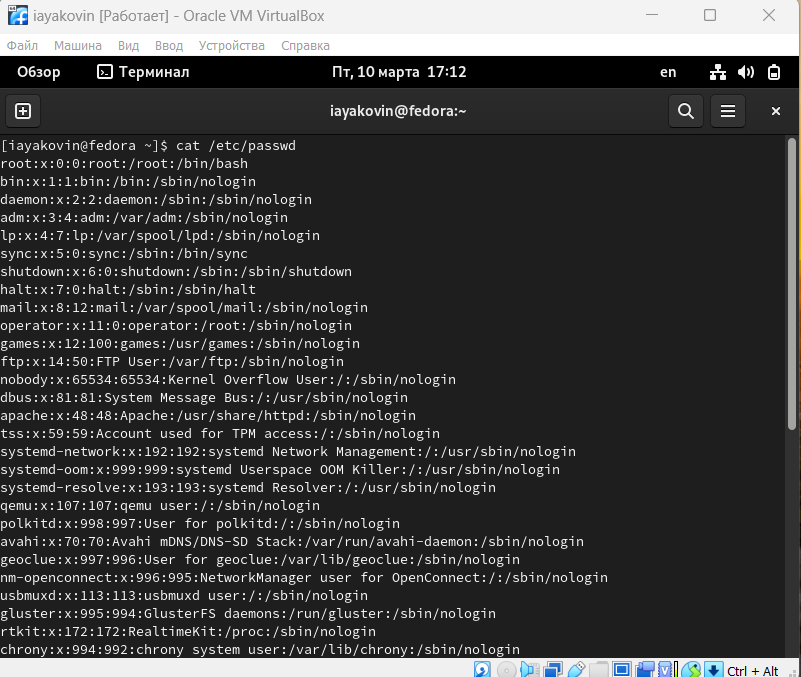 iayakovin [Работает] - Oracle VM VirtualBox
Файл Машина Вид Ввод Устройства Справка
Обзор Терминал Пт, 10 марта 17:12 en
iayakovin@fedora:~
[iayakovin@fedora ~]$ cat /etc/passwd
root:x:0:0:root:/root:/bin/bash
bin:x:1:1:bin:/bin:/sbin/nologin
daemon:x:2:2:daemon:/sbin:/sbin/nologin
adm:x:3:4:adm:/var/adm:/sbin/nologin
lp:x:4:7:lp:/var/spool/lpd:/sbin/nologin
sync:x:5:0:sync:/sbin:/bin/sync
shutdown:x:6:0:shutdown:/sbin:/sbin/shutdown
halt:x:7:0:halt:/sbin:/sbin/halt
mail:x:8:12:mail:/var/spool/mail:/sbin/nologin
operator:x:11:0:operator:/root:/sbin/nologin
games:x:12:100:games:/usr/games:/sbin/nologin
ftp:x:14:50:FTP User:/var/ftp:/sbin/nologin
nobody:x:65534:65534:Kernel Overflow User:/:/sbin/nologin
dbus:x:81:81:System Message Bus:/:/usr/sbin/nologin
apache:x:48:48:Apache:/usr/share/httpd:/sbin/nologin
tss:x:59:59:Account used for TPM access:/:/sbin/nologin
systemd-network:x:192:192:systemd Network Management:/:/usr/sbin/nologin
systemd-oom:x:999:999:systemd Userspace OOM Killer:/:/usr/sbin/nologin
systemd-resolve:x:193:193:systemd Resolver:/:/usr/sbin/nologin
qemu:x:107:107:qemu user:/:/sbin/nologin
polkitd:x:998:997:User for polkitd:/:/sbin/nologin
avahi:x:70:70:Avahi mDNS/DNS-SD Stack:/var/run/avahi-daemon:/sbin/nologin
geoclue:x:997:996:User for geoclue:/var/lib/geoclue:/sbin/nologin
nm-openconnect:x:996:995:NetworkManager user for OpenConnect:/:/sbin/nologin
usbmuxd:x:113:113:usbmuxd user:/:/sbin/nologin
gluster:x:995:994:GlusterFS daemons:/run/gluster:/sbin/nologin
rtkit:x:172:172:RealtimeKit:/proc:/sbin/nologin
chrony:x:994:992:chrony system user:/var/lib/chrony:/sbin/nologin
Ctrl + Alt